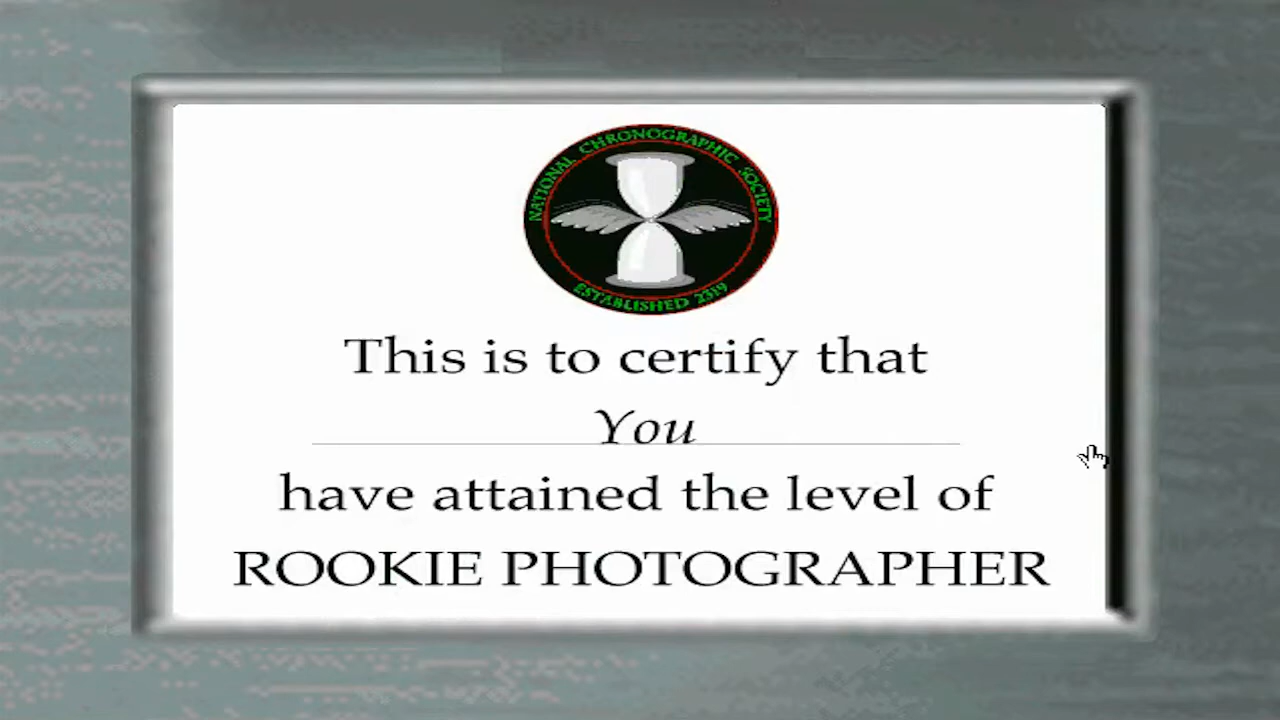 NATIONAL CHRONOGRAPHIC SOCIETY
ESTABLISHED 2319
This is to certify that
You
have attained the level of
ROOKIE PHOTOGRAPHER